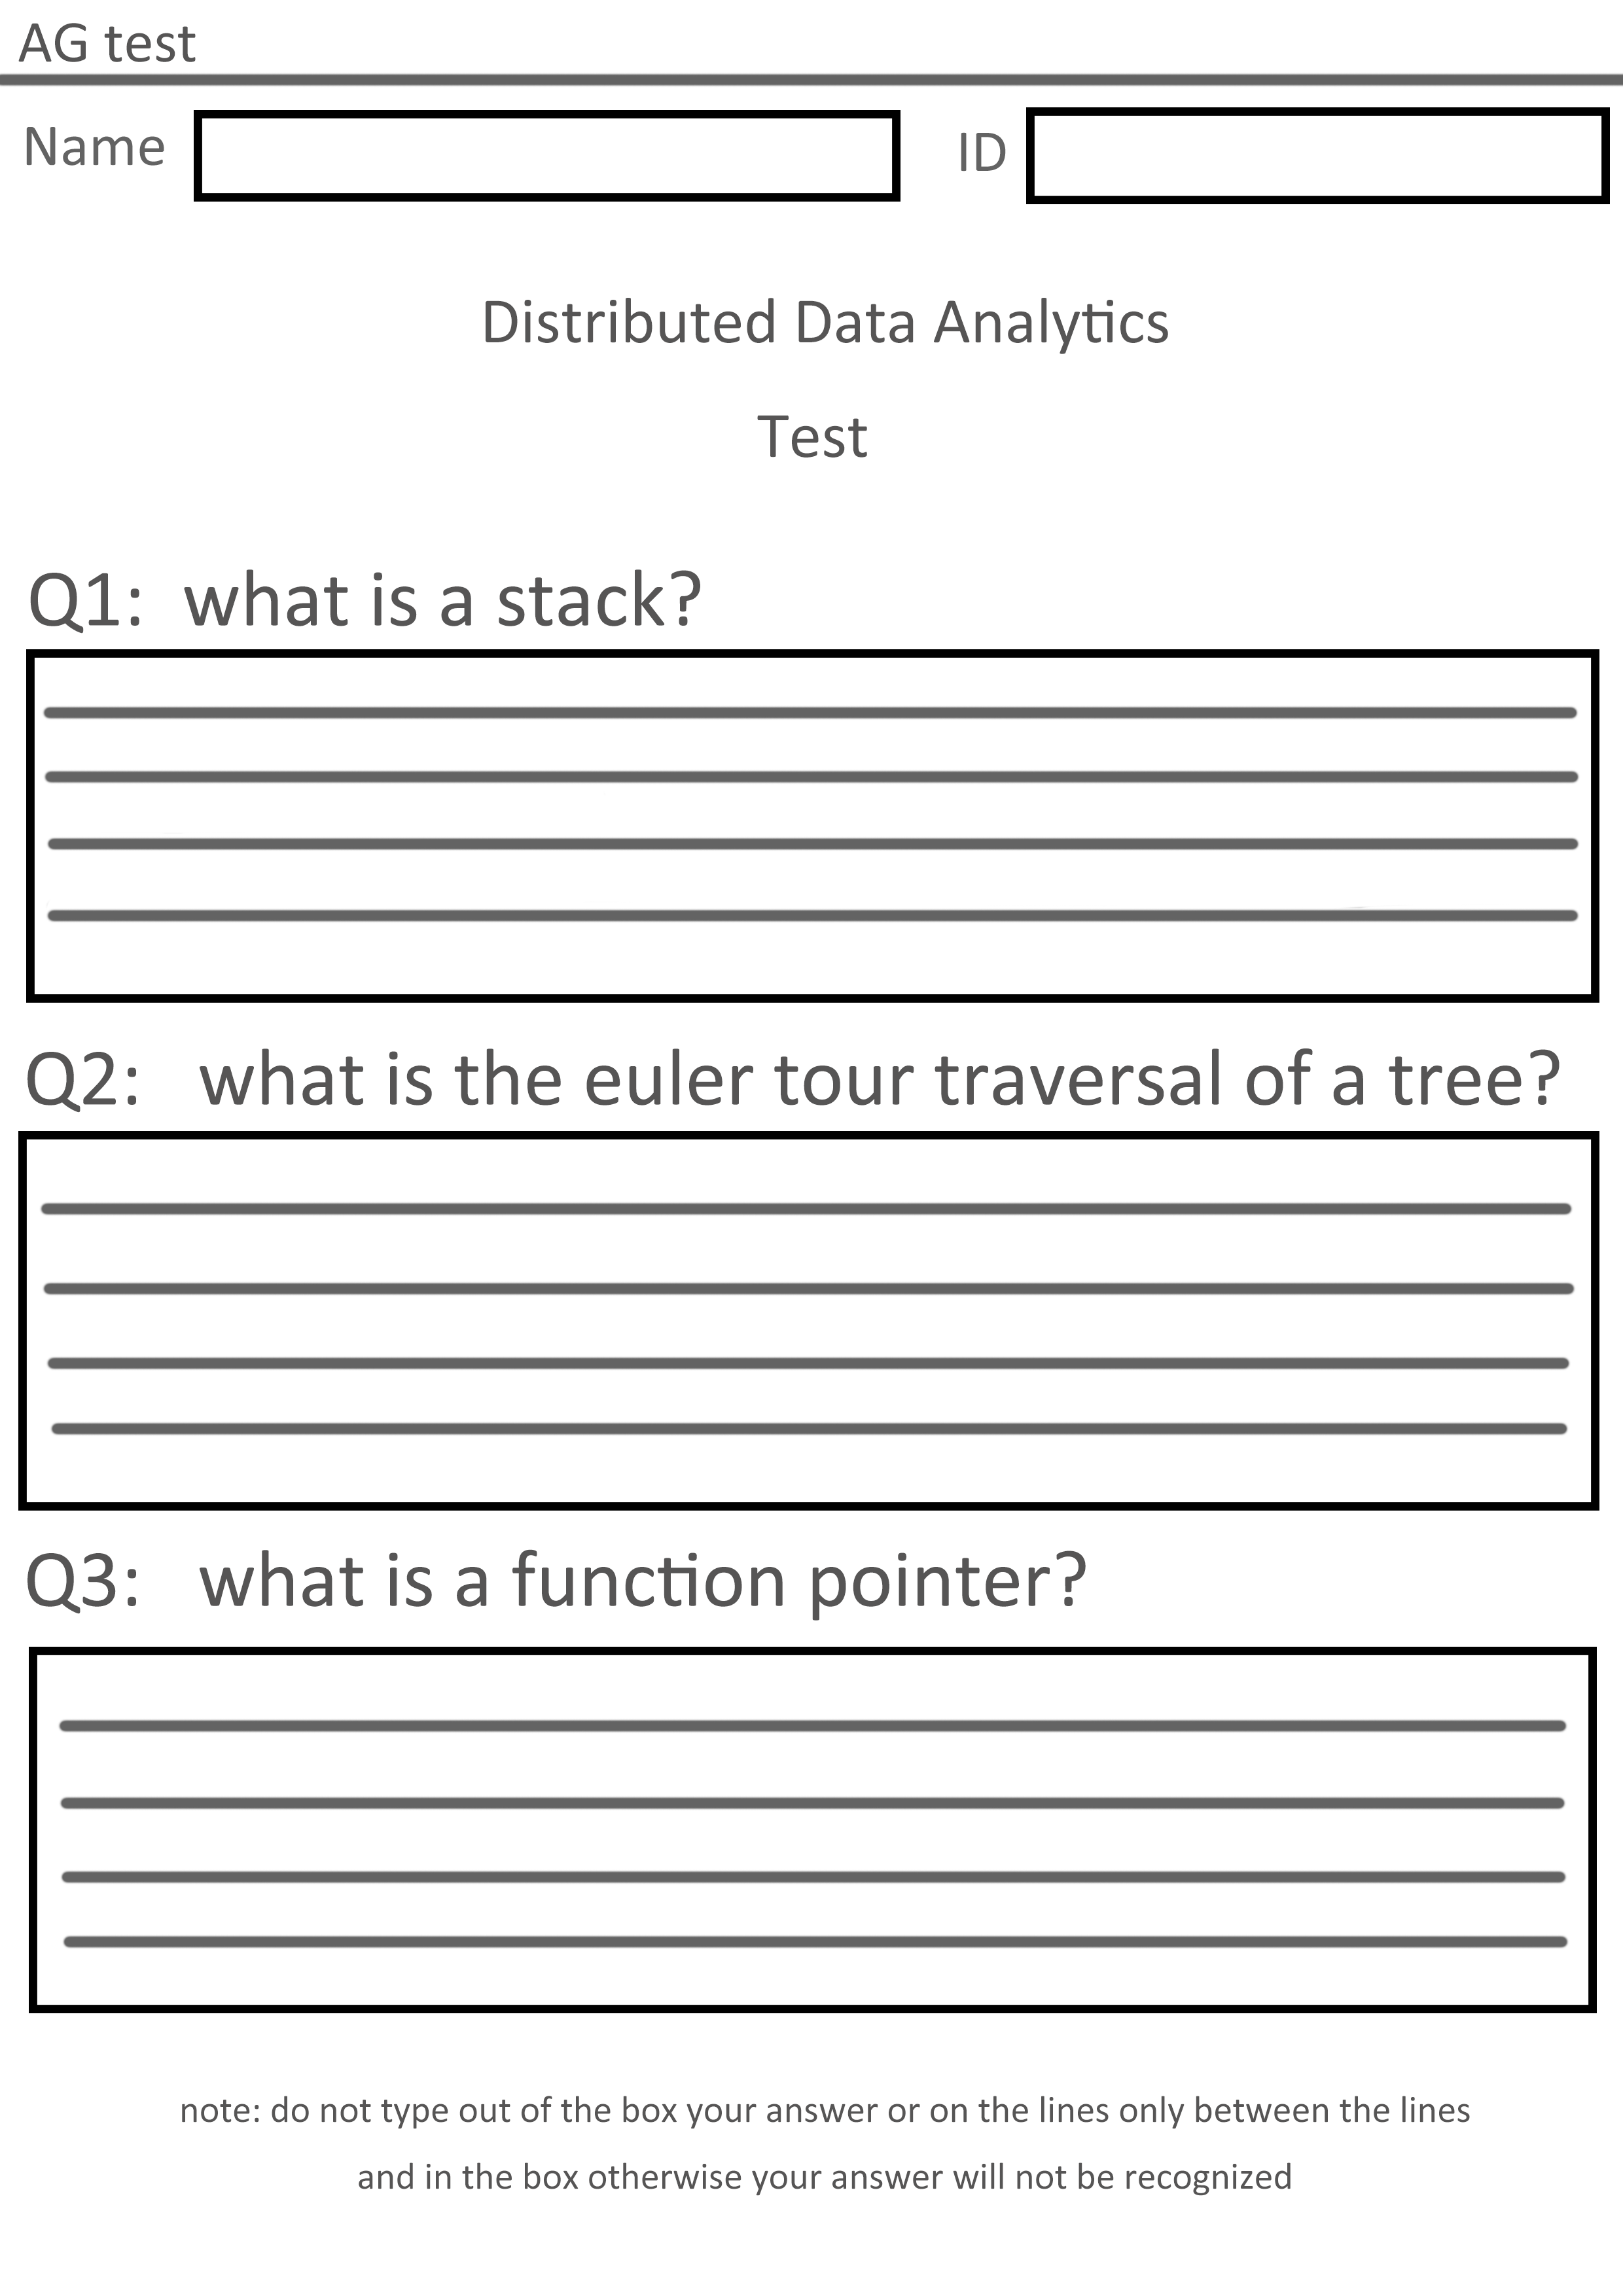 AG test
Name
ID
Distributed Data Analytics
Test
Q1: what is a stack?
Q2: what is the euler tour traversal of a tree?
Q3: what is a function pointer?
note: do not type out of the box your answer or on the lines only between the lines
and in the box otherwise your answer will not be recognized